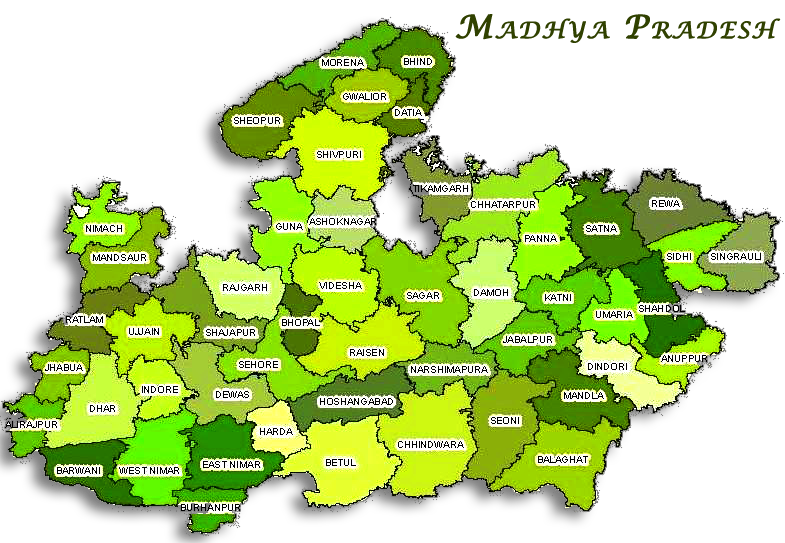 MADHYA PRADESH
MORENA
BHIND
GWALIOR
DATIA
SHEOPUR
SHIVPURI
TIKAMGARH
CHHATARPUR
REWA
NIMACH
GUNA
ASHOKNAGAR
PANNA
SATNA
MANDSAUR
SIDHI
SINGRAULI
RAJGARH
VIDESHA
SAGAR
DAMOH
KATNI
RATLAM
UJJAIN
SHAJAPUR
BHOPAL
UMARIA
SHAHDOL
JABALPUR
RAISEN
ANUPPUR
JHABUA
SEHORE
NARSHIMAPURA
DINDORI
INDORE
DEWAS
HOSHANGABAD
MANDLA
DHAR
ALIRAJPUR
HARDA
SEONI
CHHINDWARA
BARWANI
WEST NIMAR
EAST NIMAR
BETUL
BALAGHAT
BURHANPUR